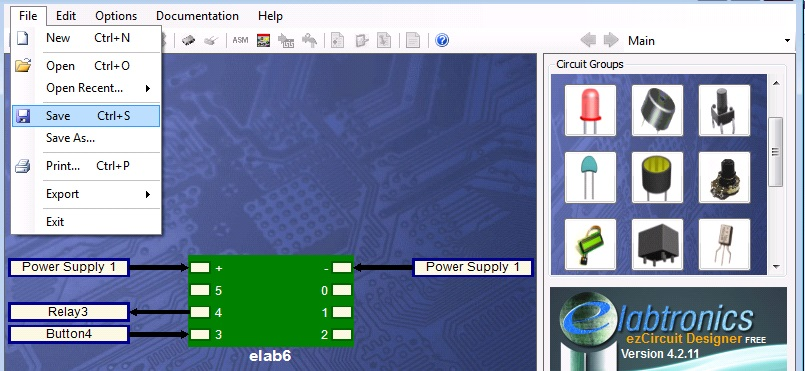 File Edit Options Documentation Help
New Ctrl+N
Open Ctrl+O
Open Recent...
Save Ctrl+S
Save As...
Print... Ctrl+P
Export
Exit
ASM
Main
Circuit Groups
Power Supply 1 + - Power Supply 1
5 0
Relay3 4 1
Button4 3 2
elab6
elabtronics
ezCircuit Designer FREE
Version 4.2.11